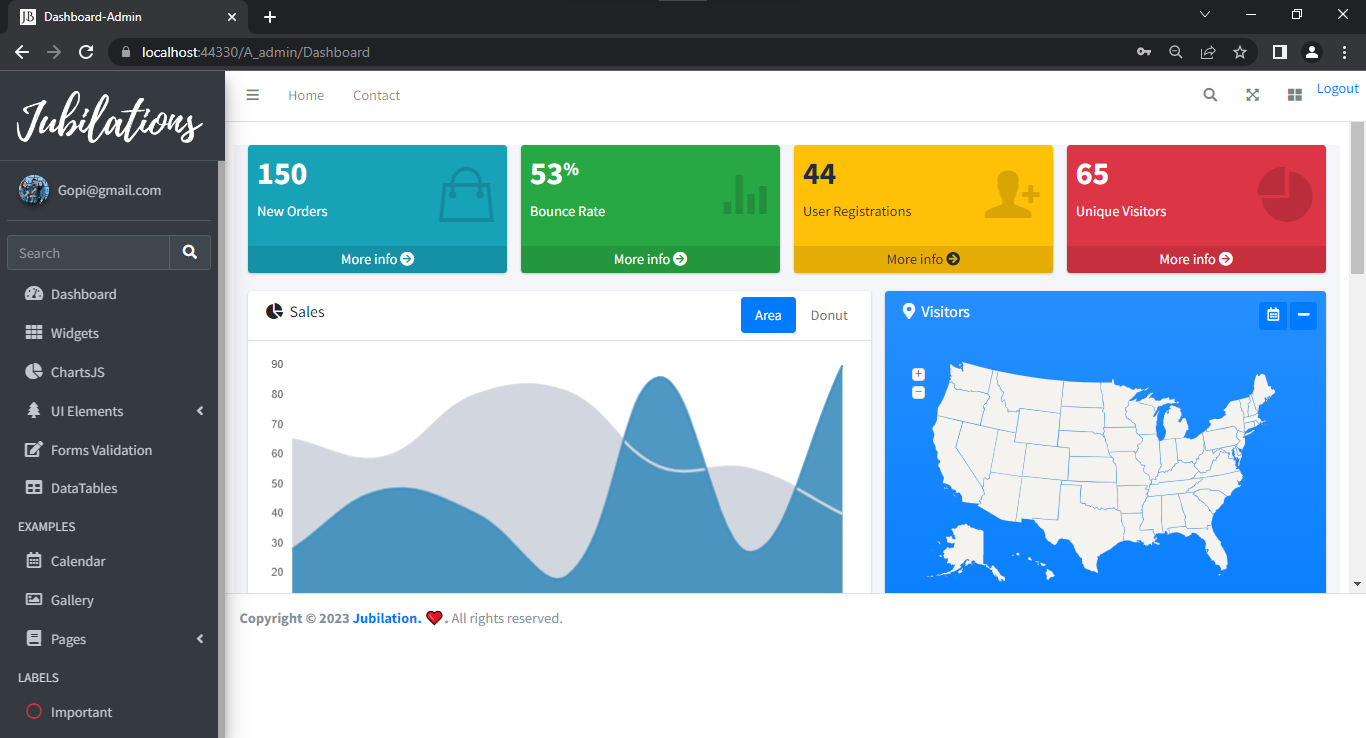 JB Dashboard-Admin
localhost:44330/A_admin/Dashboard
Jubilations
Home Contact
Logout
Gopi@gmail.com
Search
Dashboard
Widgets
ChartsJS
UI Elements
Forms Validation
DataTables
EXAMPLES
Calendar
Gallery
Pages
LABELS
Important
150
New Orders
More info
53%
Bounce Rate
More info
44
User Registrations
More info
65
Unique Visitors
More info
Sales
Area Donut
90
80
70
60
50
40
30
20
Visitors
+
−
Copyright © 2023 Jubilation. ❤. All rights reserved.